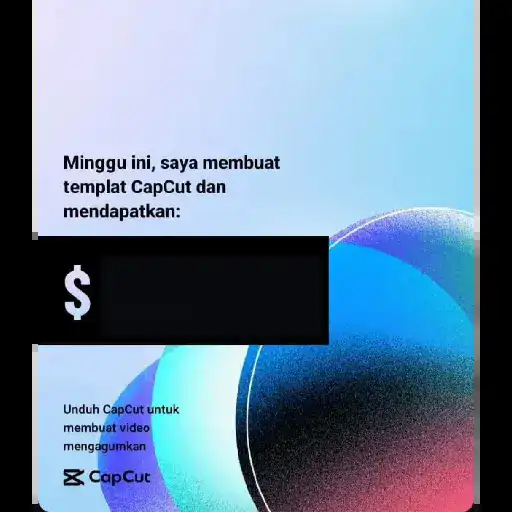 Minggu ini, saya membuat
templat CapCut dan
mendapatkan:
$
Unduh CapCut untuk
membuat video
mengagumkan
CapCut